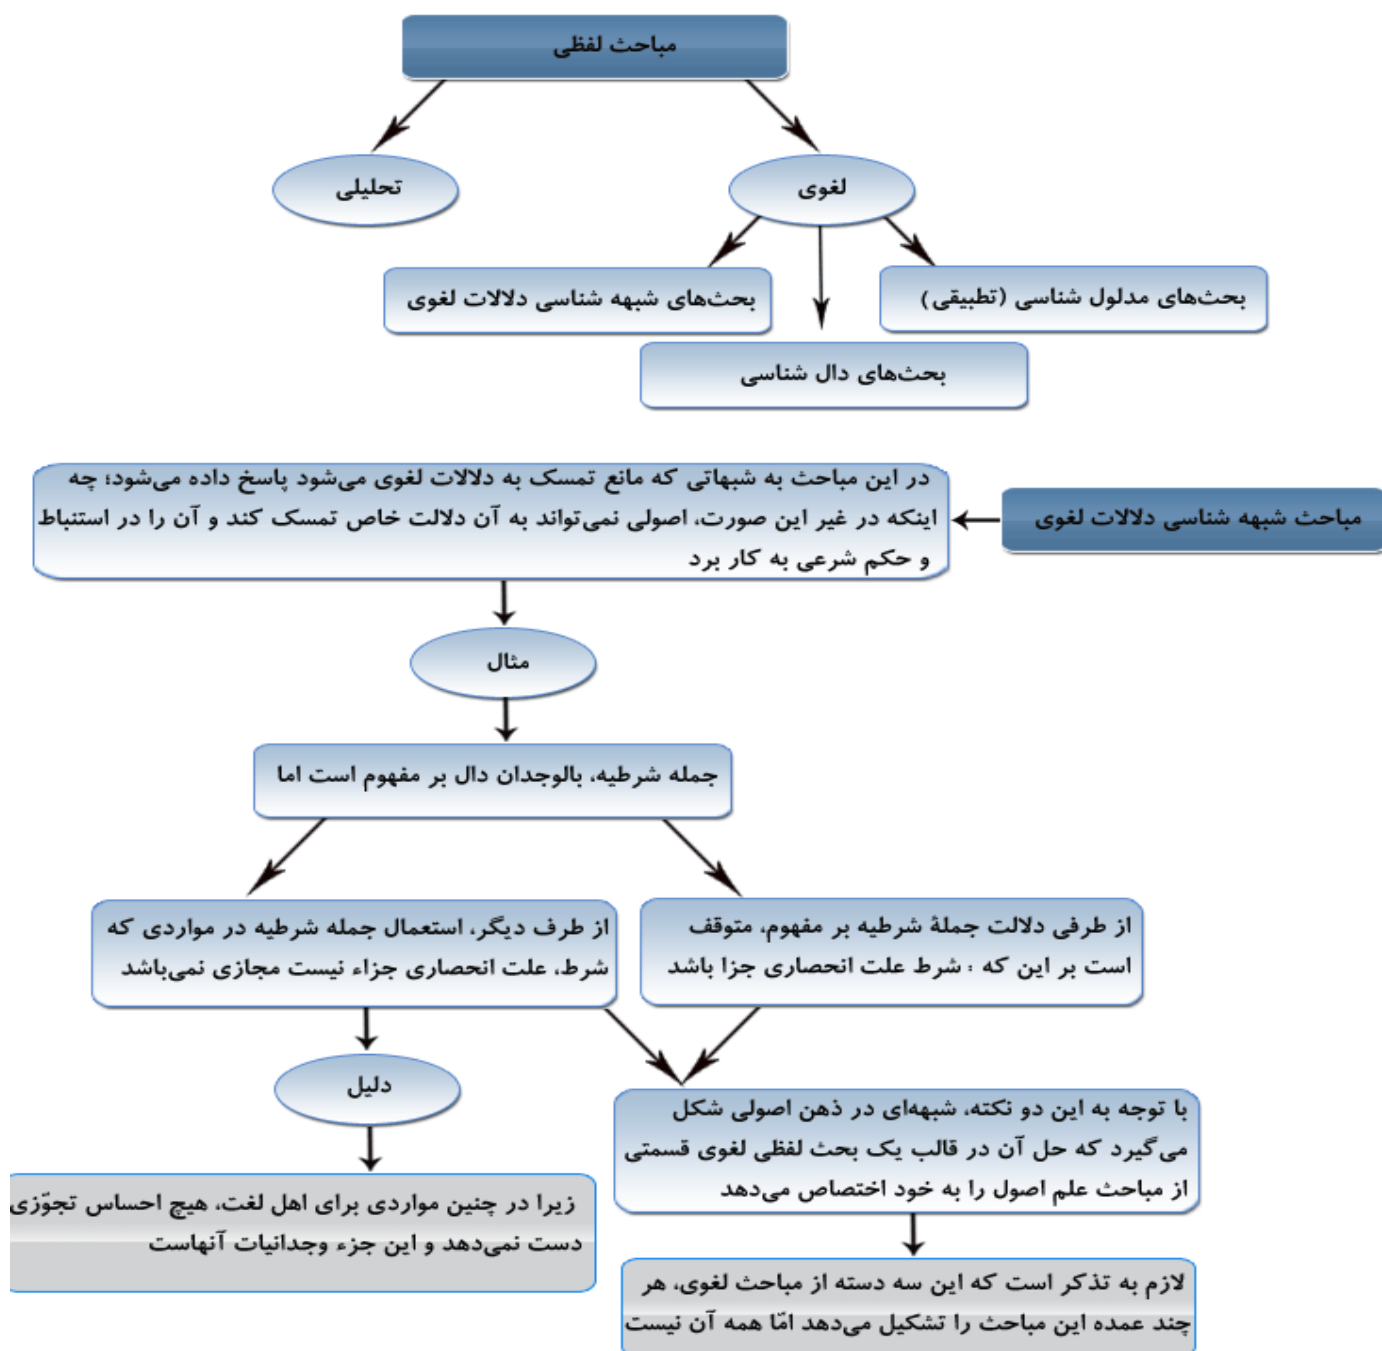 مباحث لفظی
لغوی
تحلیلی
بحث‌های مدلول شناسی (تطبیقی)
بحث‌های شبهه شناسی دلالات لغوی
بحث‌های دال شناسی
مباحث شبهه شناسی دلالات لغوی
در این مباحث به شبهاتی که مانع تمسک به دلالات لغوی می‌شود پاسخ داده می‌شود؛ چه
اینکه در غیر این صورت، اصولی نمی‌تواند به آن دلالت خاص تمسک کند و آن را در استنباط
و حکم شرعی به کار برد
مثال
جمله شرطیه، بالوجدان دال بر مفهوم است اما
از طرفی دلالت جملهٔ شرطیه بر مفهوم، متوقف
است بر این که : شرط علت انحصاری جزا باشد
از طرف دیگر، استعمال جمله شرطیه در مواردی که
شرط، علت انحصاری جزاء نیست مجازی نمی‌باشد
دلیل
با توجه به این دو نکته، شبهه‌ای در ذهن اصولی شکل
می‌گیرد که حل آن در قالب یک بحث لفظی لغوی قسمتی
از مباحث علم اصول را به خود اختصاص می‌دهد
زیرا در چنین مواردی برای اهل لغت، هیچ احساس تجوّزی
دست نمی‌دهد و این جزء وجدانیات آنهاست
لازم به تذکر است که این سه دسته از مباحث لغوی، هر
چند عمده این مباحث را تشکیل می‌دهد امّا همه آن نیست